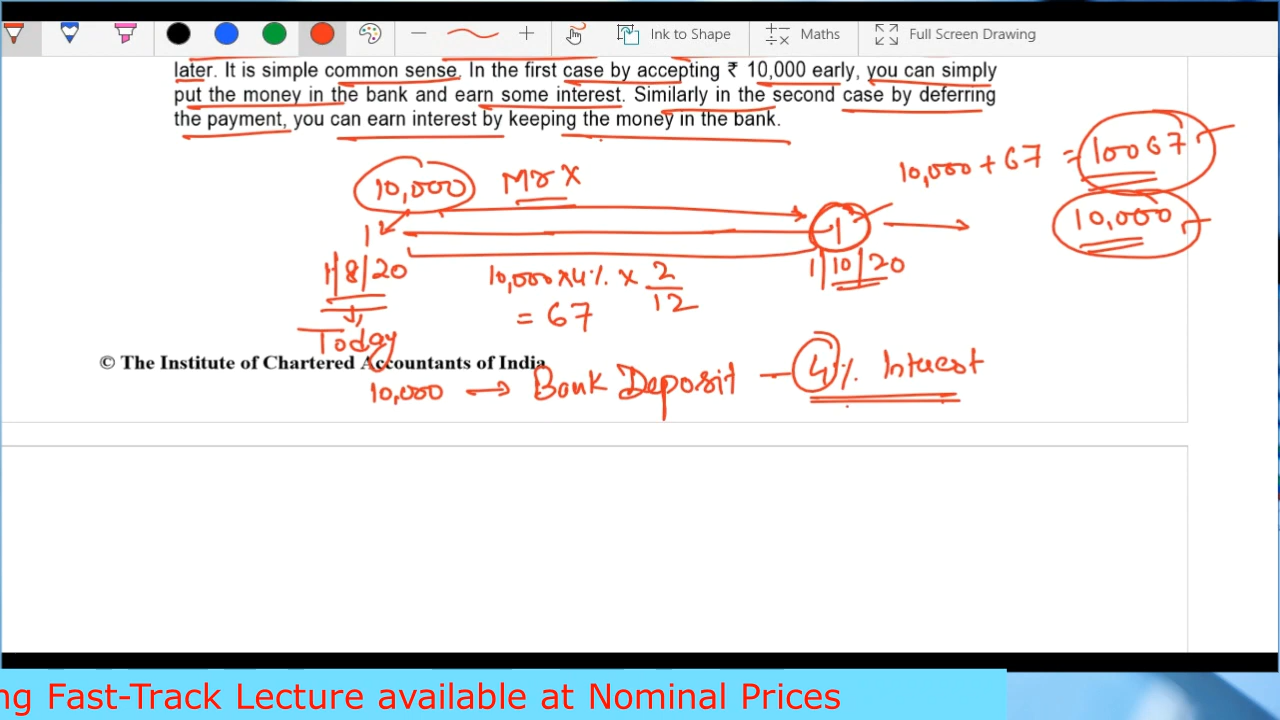 Ink to Shape Maths Full Screen Drawing
later. It is simple common sense. In the first case by accepting ₹ 10,000 early, you can simply
put the money in the bank and earn some interest. Similarly in the second case by deferring
the payment, you can earn interest by keeping the money in the bank.
10,000 Mr X 10,000 + 67 = 10067
10,000
1 1
1/8/20 10,000 x 4% x 2/12 1/10/20
= 67
Today
© The Institute of Chartered Accountants of India
10,000 → Bank Deposit — 4% Interest
ng Fast-Track Lecture available at Nominal Prices